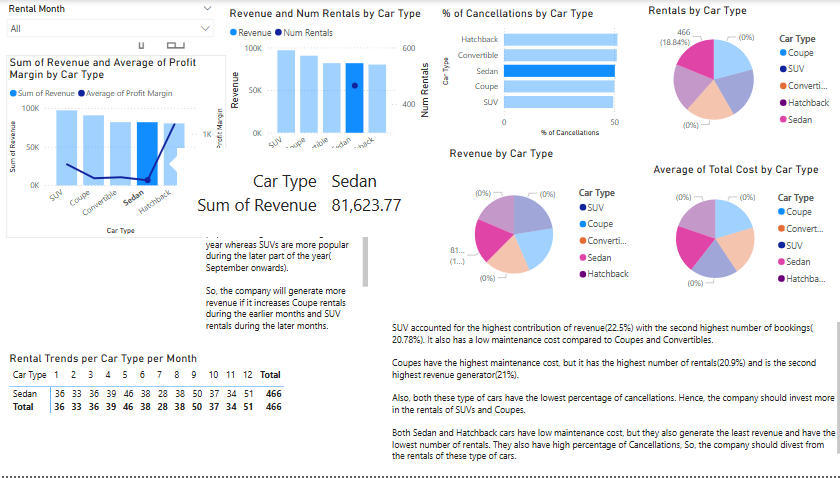 Rental Month
All
Sum of Revenue and Average of Profit
Margin by Car Type
Sum of Revenue Average of Profit Margin
Sum of Revenue
100K
50K
0K
1K
Profit Margin
SUV
Coupe
Convertible
Sedan
Hatchback
Car Type
Revenue and Num Rentals by Car Type
Revenue Num Rentals
Revenue
100K
50K
0K
600
400
Num Rentals
SUV
% of Cancellations by Car Type
Car Type
Hatchback
Convertible
Sedan
Coupe
SUV
0
50
% of Cancellations
Rentals by Car Type
466
(18.84%)
(0%)
(0%)
Car Type
Coupe
SUV
Converti...
Hatchback
Sedan
Car Type Sedan
Sum of Revenue 81,623.77
year whereas SUVs are more popular
during the later part of the year(
September onwards).
So, the company will generate more
revenue if it increases Coupe rentals
during the earlier months and SUV
rentals during the later months.
Revenue by Car Type
(0%)
(0%)
81...
(1...)
(0%)
Car Type
SUV
Coupe
Converti...
Sedan
Hatchback
Average of Total Cost by Car Type
(0%)
(0%)
(0%)
Car Type
Coupe
Convert...
SUV
Sedan
Hatchba...
Rental Trends per Car Type per Month
Car Type 1 2 3 4 5 6 7 8 9 10 11 12 Total
Sedan 36 33 36 39 46 38 28 38 50 37 34 51 466
Total 36 33 36 39 46 38 28 38 50 37 34 51 466
SUV accounted for the highest contribution of revenue(22.5%) with the second highest number of bookings(
20.78%). It also has a low maintenance cost compared to Coupes and Convertibles.
Coupes have the highest maintenance cost, but it has the highest number of rentals(20.9%) and is the second
highest revenue generator(21%).
Also, both these type of cars have the lowest percentage of cancellations. Hence, the company should invest more
in the rentals of SUVs and Coupes.
Both Sedan and Hatchback cars have low maintenance cost, but they also generate the least revenue and have the
lowest number of rentals. They also have high percentage of Cancellations, So, the company should divest from
the rentals of these type of cars.